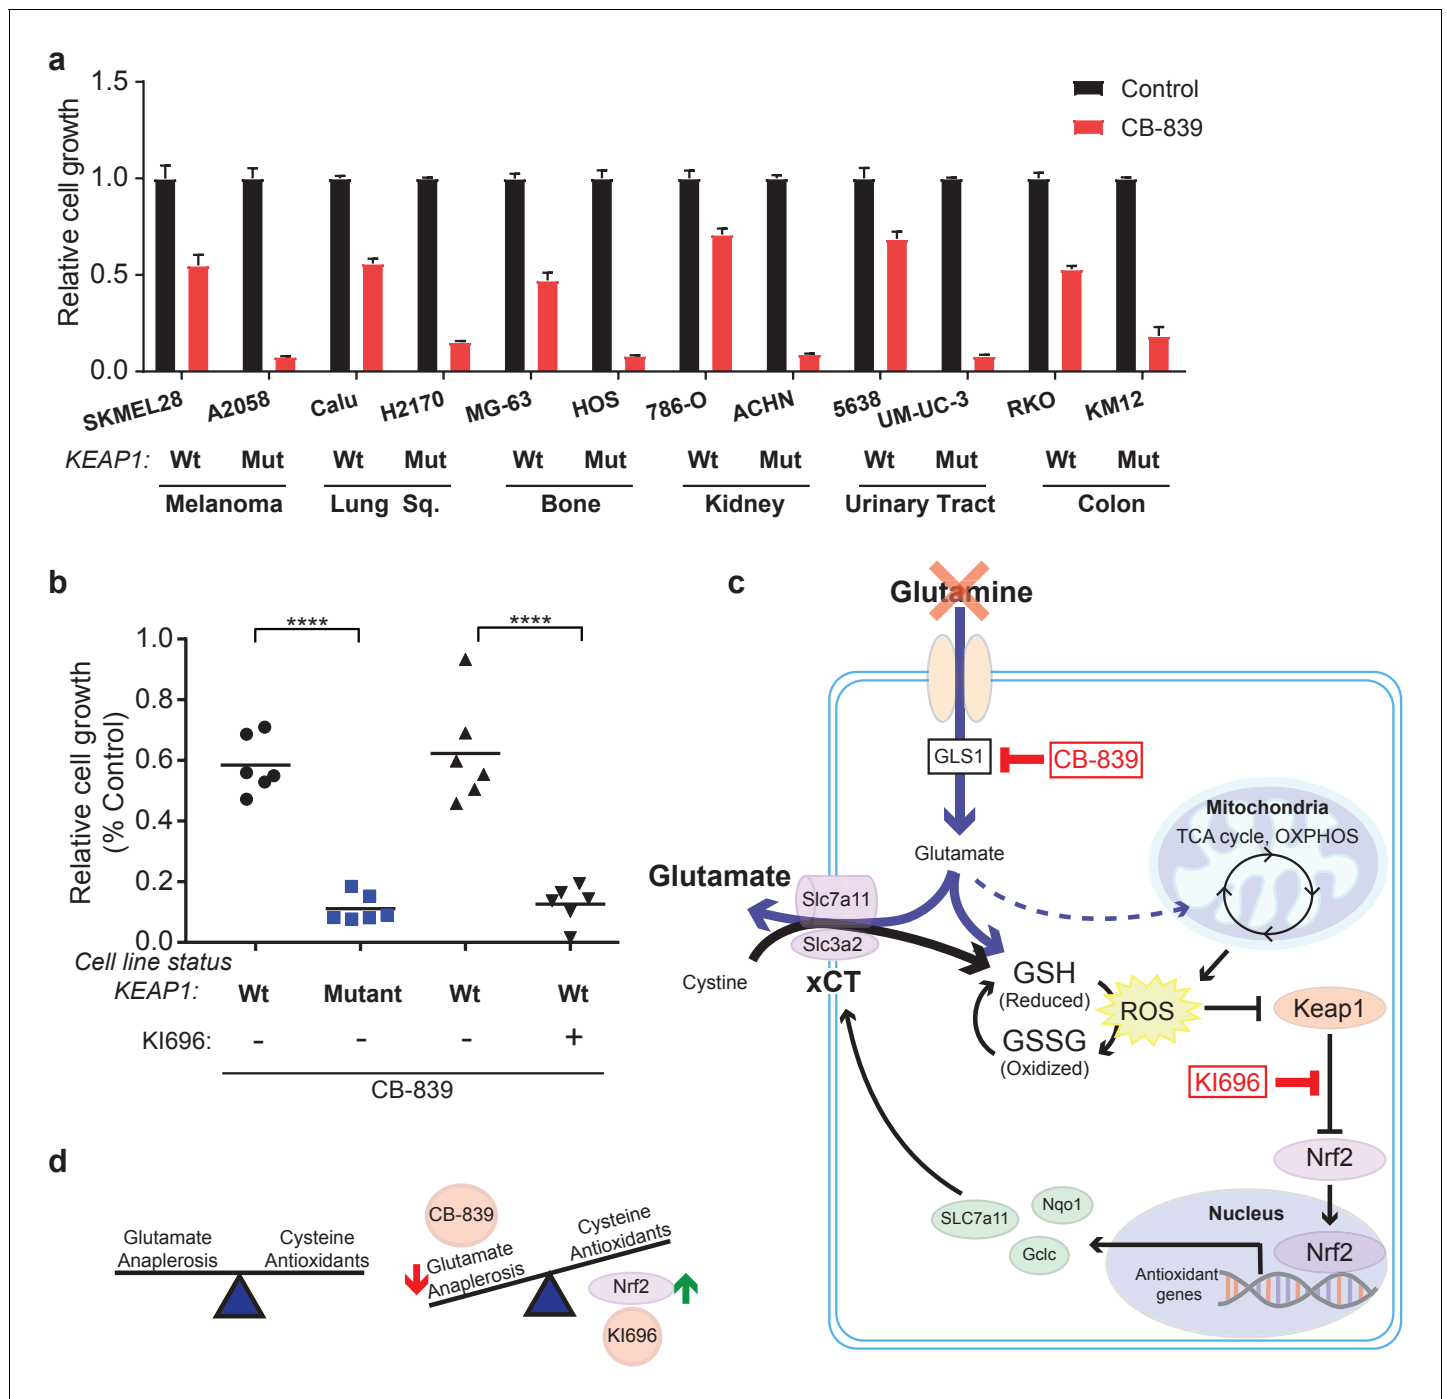 a
1.5
1.0
0.5
0.0
Relative cell growth
Control
CB-839
SKMEL28 A2058 Calu H2170 MG-63 HOS 786-O ACHN 5638 UM-UC-3 RKO KM12
KEAP1: Wt Mut Wt Mut Wt Mut Wt Mut Wt Mut Wt Mut
Melanoma Lung Sq. Bone Kidney Urinary Tract Colon
b
Relative cell growth
(% Control)
1.0
0.8
0.6
0.4
0.2
0.0
**** ****
Cell line status
KEAP1: Wt Mutant Wt Wt
KI696: - - - +
CB-839
c
Glutamine
GLS1
CB-839
Glutamate
Mitochondria
TCA cycle, OXPHOS
Glutamate
Slc7a11
Slc3a2
xCT
Cystine
GSH
(Reduced)
GSSG
(Oxidized)
ROS
Keap1
KI696
Nrf2
Nucleus
Nrf2
Antioxidant
genes
SLC7a11
Nqo1
Gclc
d
Glutamate
Anaplerosis
Cysteine
Antioxidants
CB-839
Glutamate
Anaplerosis
Cysteine
Antioxidants
Nrf2
KI696